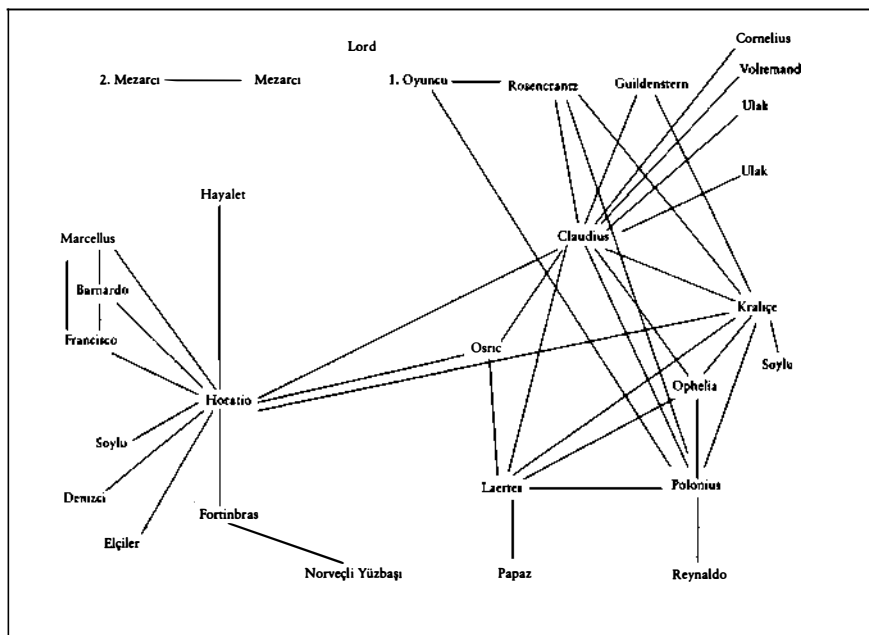 Lord
Cornelius
2. Mezarcı
Mezarcı
1. Oyuncu
Rosencrantz
Guildenstern
Voltemand
Ulak
Ulak
Hayalet
Marcellus
Claudius
Barnardo
Kraliçe
Francisco
Osric
Soylu
Ophelia
Horatio
Soylu
Denizci
Laertes
Polonius
Fortinbras
Elçiler
Norveçli Yüzbaşı
Papaz
Reynaldo